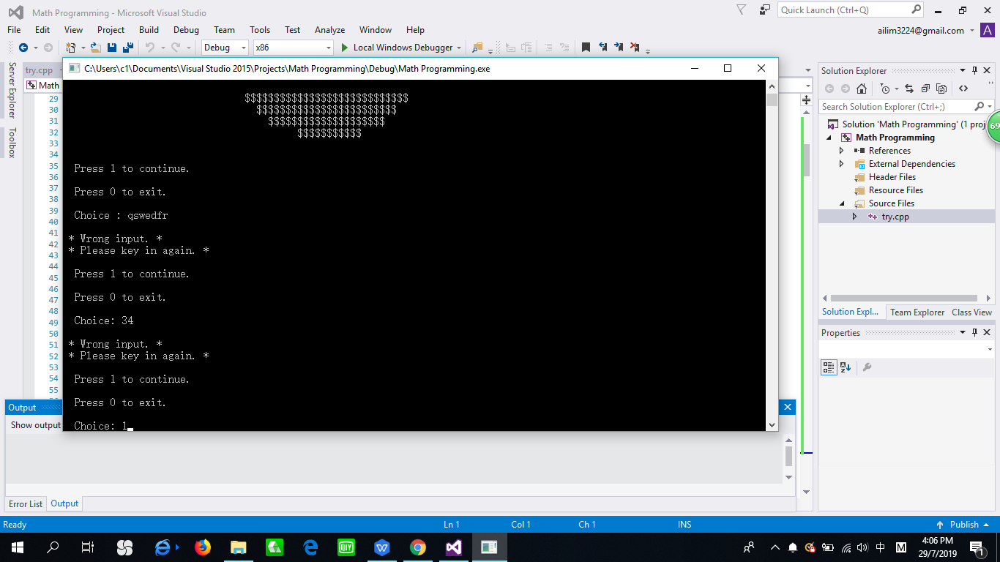 Math Programming - Microsoft Visual Studio
Quick Launch (Ctrl+Q)
File Edit View Project Build Debug Team Tools Test Analyze Window Help
ailim3224@gmail.com A
Debug x86 Local Windows Debugger
C:\Users\c1\Documents\Visual Studio 2015\Projects\Math Programming\Debug\Math Programming.exe
Server Explorer
Toolbox
try.cpp
Math
29
30
31
32
33
34
35
36
37
38
39
40
41
42
43
44
45
46
47
48
49
50
51
52
53
54
55
$$$$$$$$$$$$$$$$$$$$$$$$$$$$
$$$$$$$$$$$$$$$$$$$$$$$$
$$$$$$$$$$$$$$$$$$$$
$$$$$$$$$$$
Press 1 to continue.
Press 0 to exit.
Choice : qswedfr
* Wrong input. *
* Please key in again. *
Press 1 to continue.
Press 0 to exit.
Choice: 34
* Wrong input. *
* Please key in again. *
Press 1 to continue.
Press 0 to exit.
Choice: 1
Solution Explorer
Search Solution Explorer (Ctrl+;)
Solution 'Math Programming' (1 proj
Math Programming
References
External Dependencies
Header Files
Resource Files
Source Files
try.cpp
69
Solution Expl... Team Explorer Class View
Properties
Output
Show output
Error List Output
Ready Ln 1 Col 1 Ch 1 INS Publish
DIY
中 M
4:06 PM
29/7/2019
1